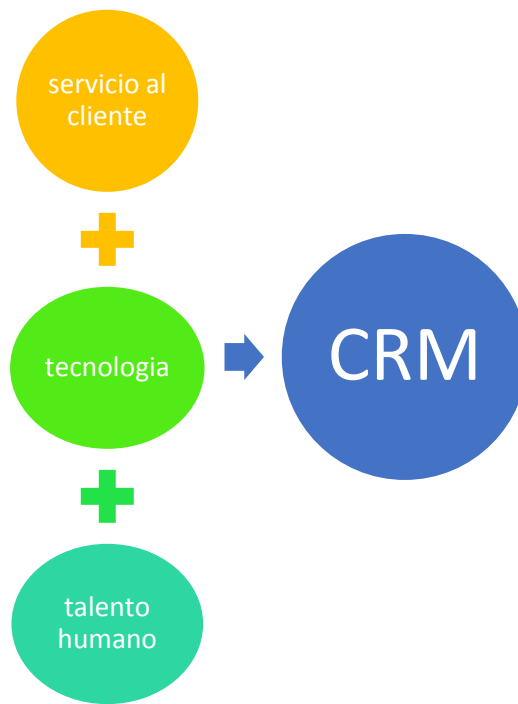 servicio al
cliente
tecnologia
CRM
talento
humano